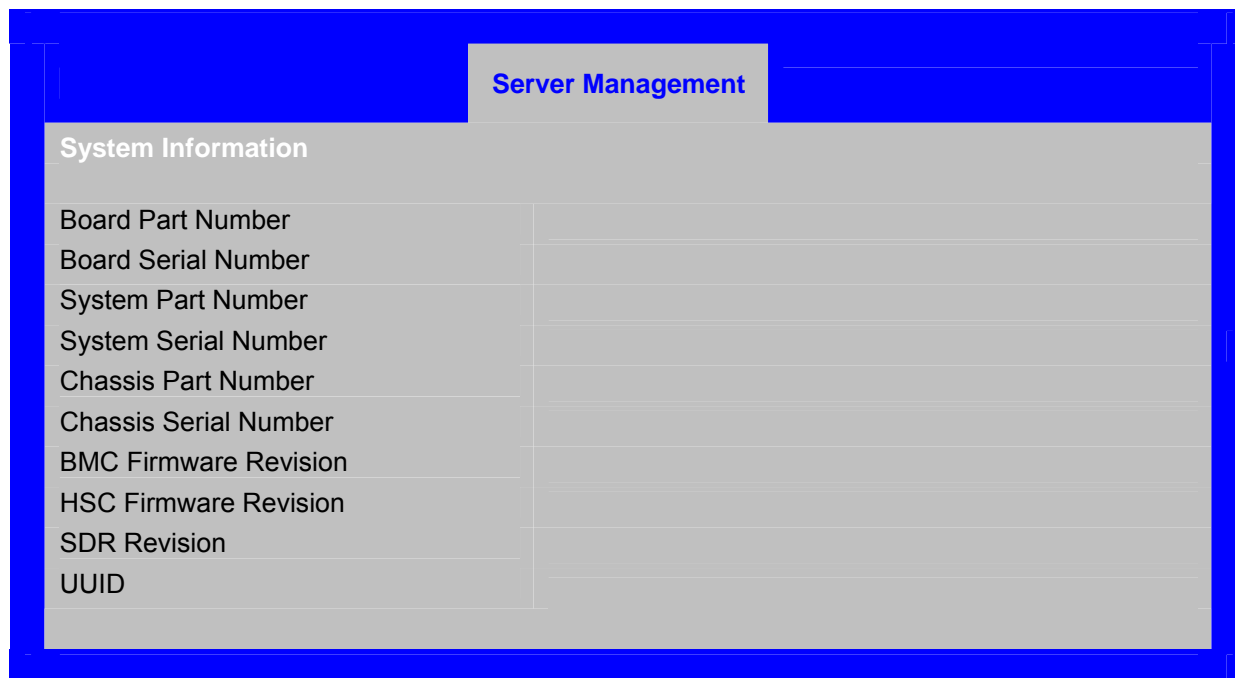 Server Management
System Information
Board Part Number
Board Serial Number
System Part Number
System Serial Number
Chassis Part Number
Chassis Serial Number
BMC Firmware Revision
HSC Firmware Revision
SDR Revision
UUID